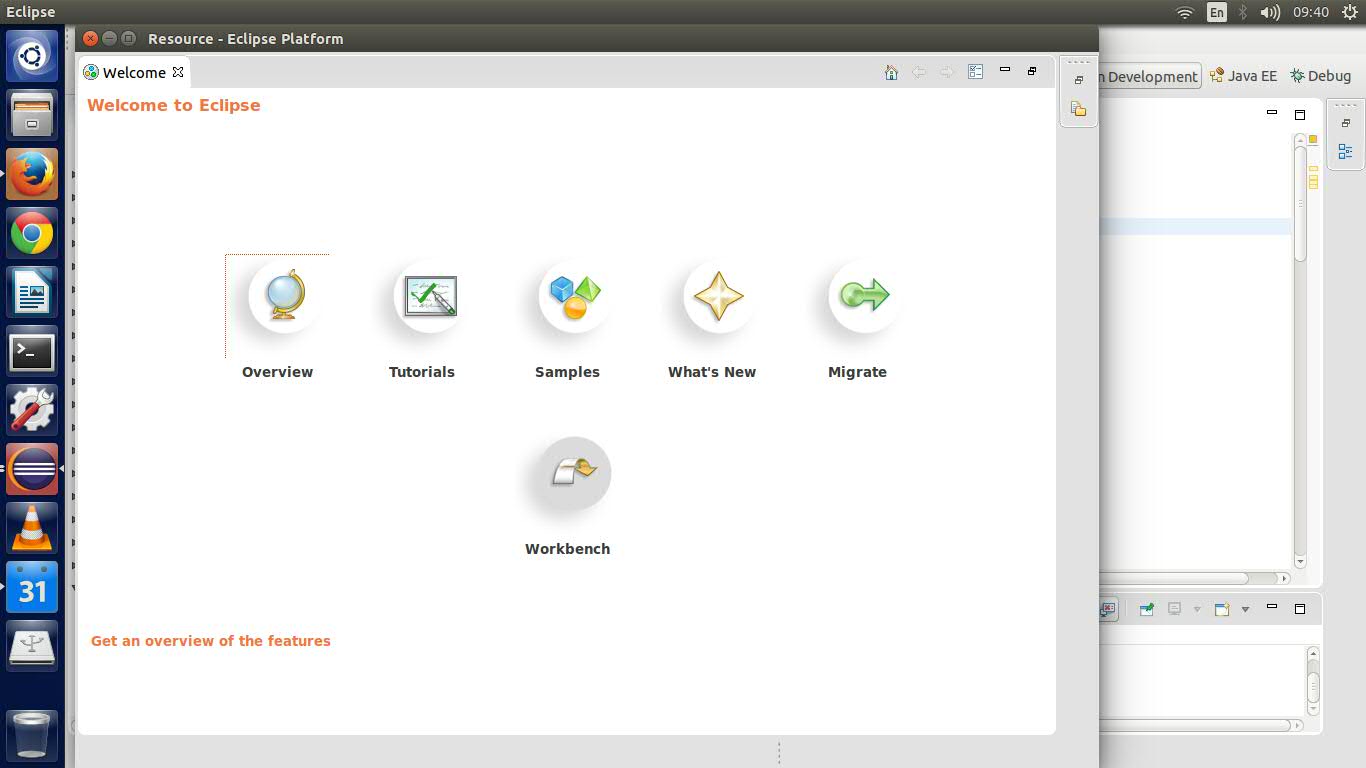 Eclipse
En
09:40
Resource - Eclipse Platform
Welcome
Development
Java EE
Debug
Welcome to Eclipse
Overview
Tutorials
Samples
What's New
Migrate
Workbench
31
Get an overview of the features